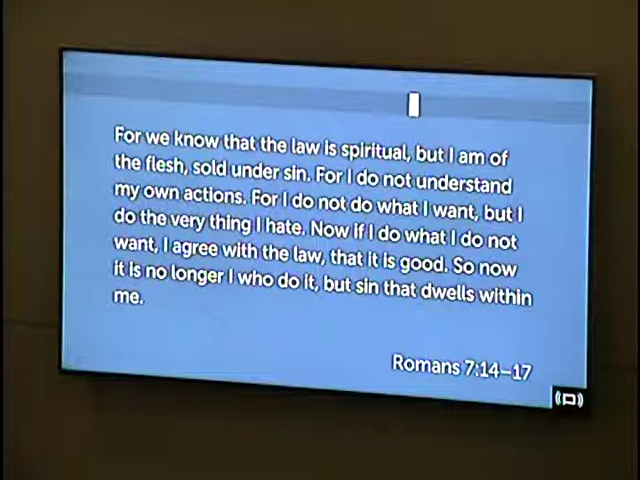 For we know that the law is spiritual, but I am of
the flesh, sold under sin. For I do not understand
my own actions. For I do not do what I want, but I
do the very thing I hate. Now if I do what I do not
want, I agree with the law, that it is good. So now
it is no longer I who do it, but sin that dwells within
me.
Romans 7:14–17